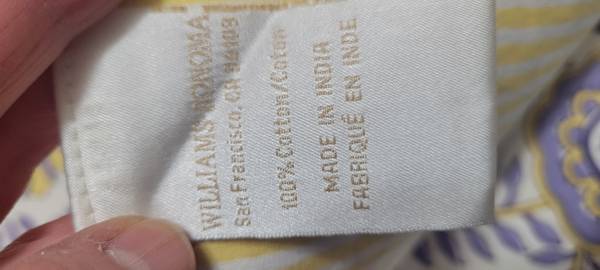 WILLIAMS SONOMA
San Francisco, CA 94109
100% Cotton/Coton
MADE IN INDIA
FABRIQUÉ EN INDE